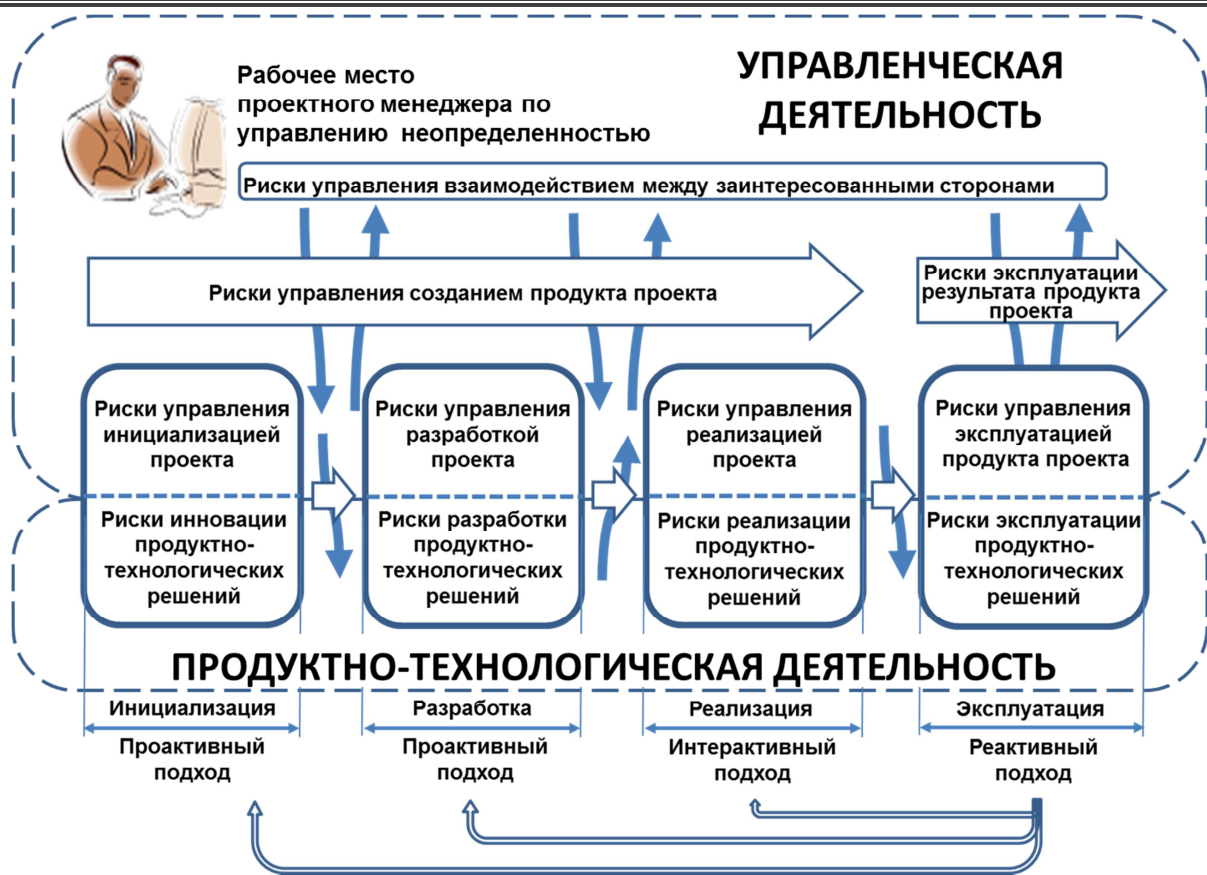 Рабочее место
проектного менеджера по
управлению неопределенностью
УПРАВЛЕНЧЕСКАЯ
ДЕЯТЕЛЬНОСТЬ
Риски управления взаимодействием между заинтересованными сторонами
Риски управления созданием продукта проекта
Риски эксплуатации
результата продукта
проекта
Риски управления
инициализацией
проекта
Риски инновации
продуктно-
технологических
решений
Риски управления
разработкой
проекта
Риски разработки
продуктно-
технологических
решений
Риски управления
реализацией
проекта
Риски реализации
продуктно-
технологических
решений
Риски управления
эксплуатацией
продукта проекта
Риски эксплуатации
продуктно-
технологических
решений
ПРОДУКТНО-ТЕХНОЛОГИЧЕСКАЯ ДЕЯТЕЛЬНОСТЬ
Инициализация
Проактивный
подход
Разработка
Проактивный
подход
Реализация
Интерактивный
подход
Эксплуатация
Реактивный
подход